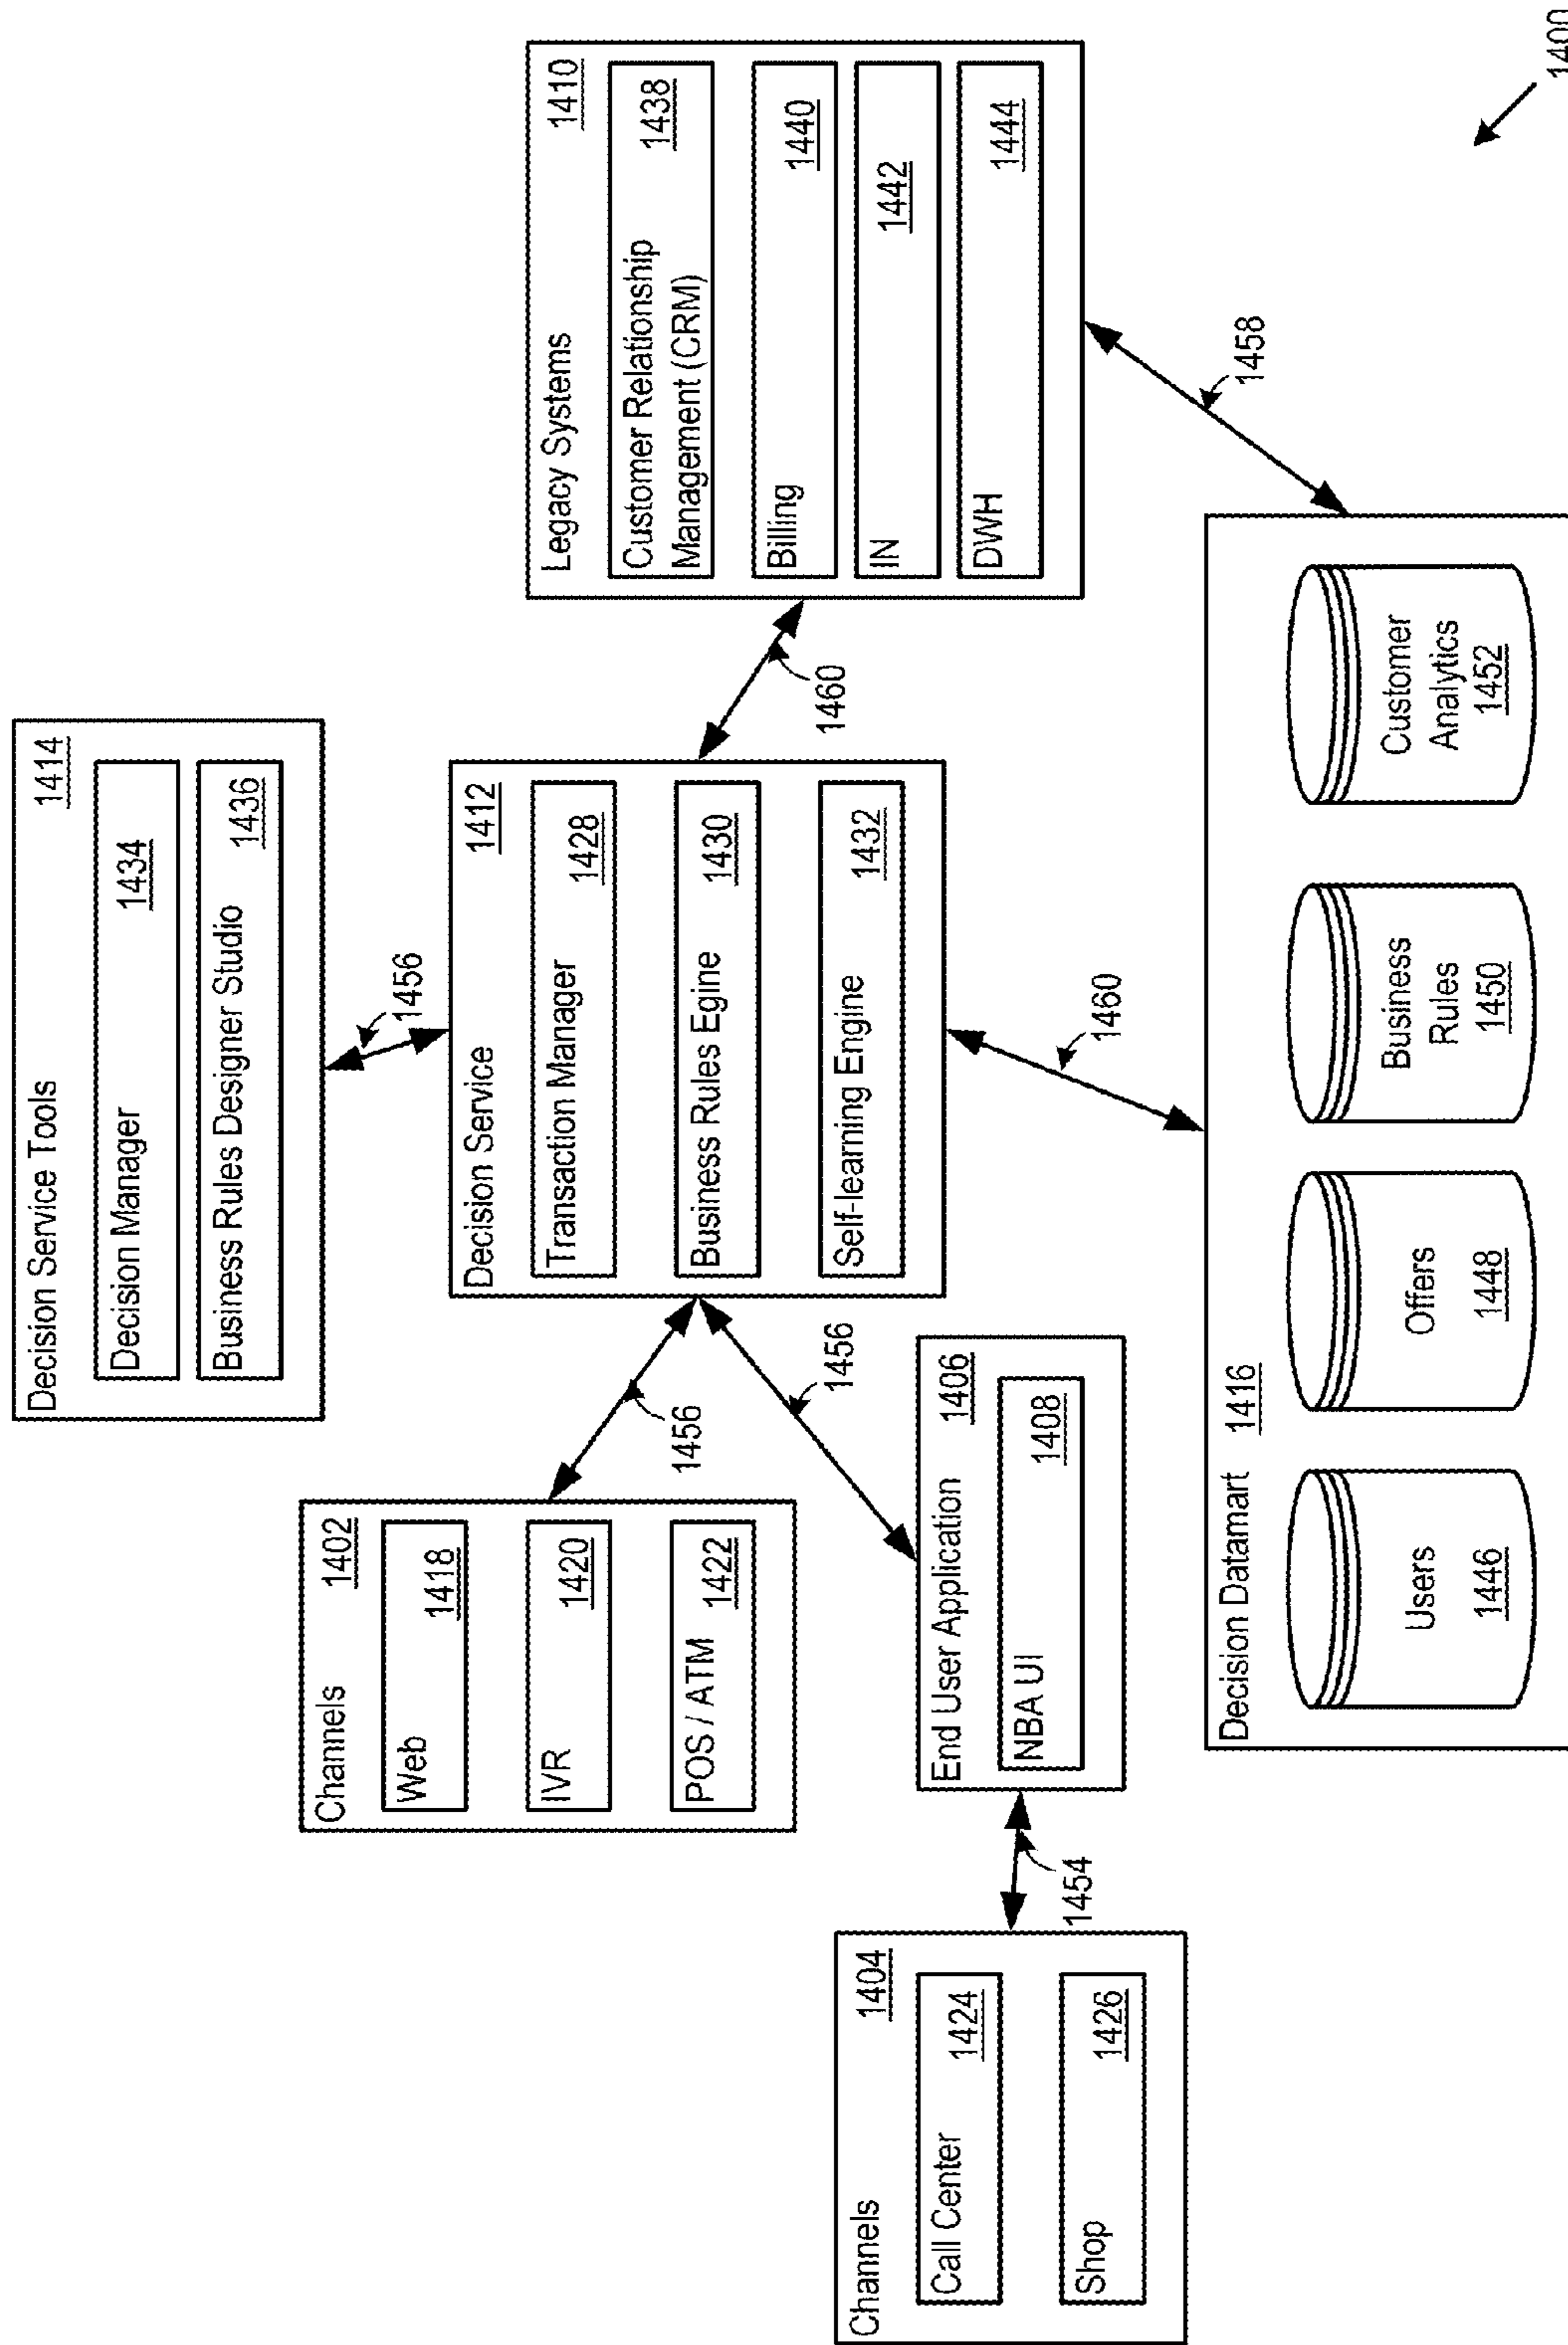 Decision Service Tools 1414
Decision Manager 1434
Business Rules Designer Studio 1436
1456
Channels 1402
Web 1418
IVR 1420
POS / ATM 1422
1456
Decision Service 1412
Transaction Manager 1428
Business Rules Egine 1430
Self-learning Engine 1432
1460
Legacy Systems 1410
Customer Relationship
Management (CRM) 1438
Billing 1440
IN 1442
DWH 1444
1458
Channels 1404
Call Center 1424
Shop 1426
1454
End User Application 1406
NBA UI 1408
1456
1460
Decision Datamart 1416
Users
1446
Offers
1448
Business
Rules
1450
Customer
Analytics
1452
1400